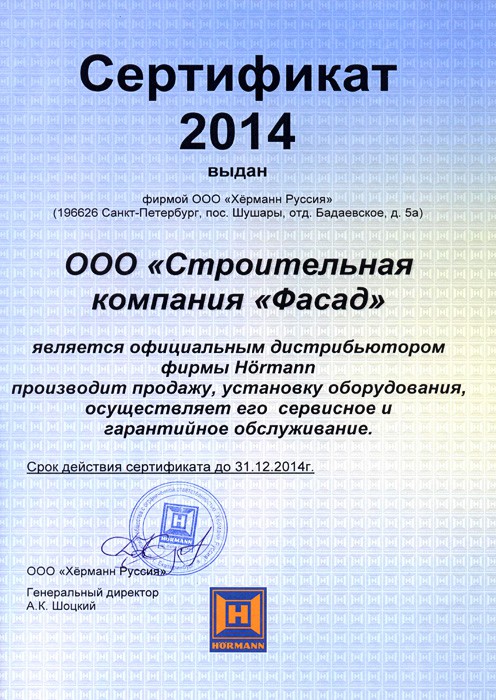 Сертификат
2014
выдан
фирмой ООО «Хёрманн Руссия»
(196626 Санкт-Петербург, пос. Шушары, отд. Бадаевское, д. 5а)
ООО «Строительная
компания «Фасад»
является официальным дистрибьютором
фирмы Hörmann
производит продажу, установку оборудования,
осуществляет его сервисное и
гарантийное обслуживание.
Срок действия сертификата до 31.12.2014г.
HÖRMANN
ООО «Хёрманн Руссия»
Генеральный директор
А.К. Шоцкий
HÖRMANN